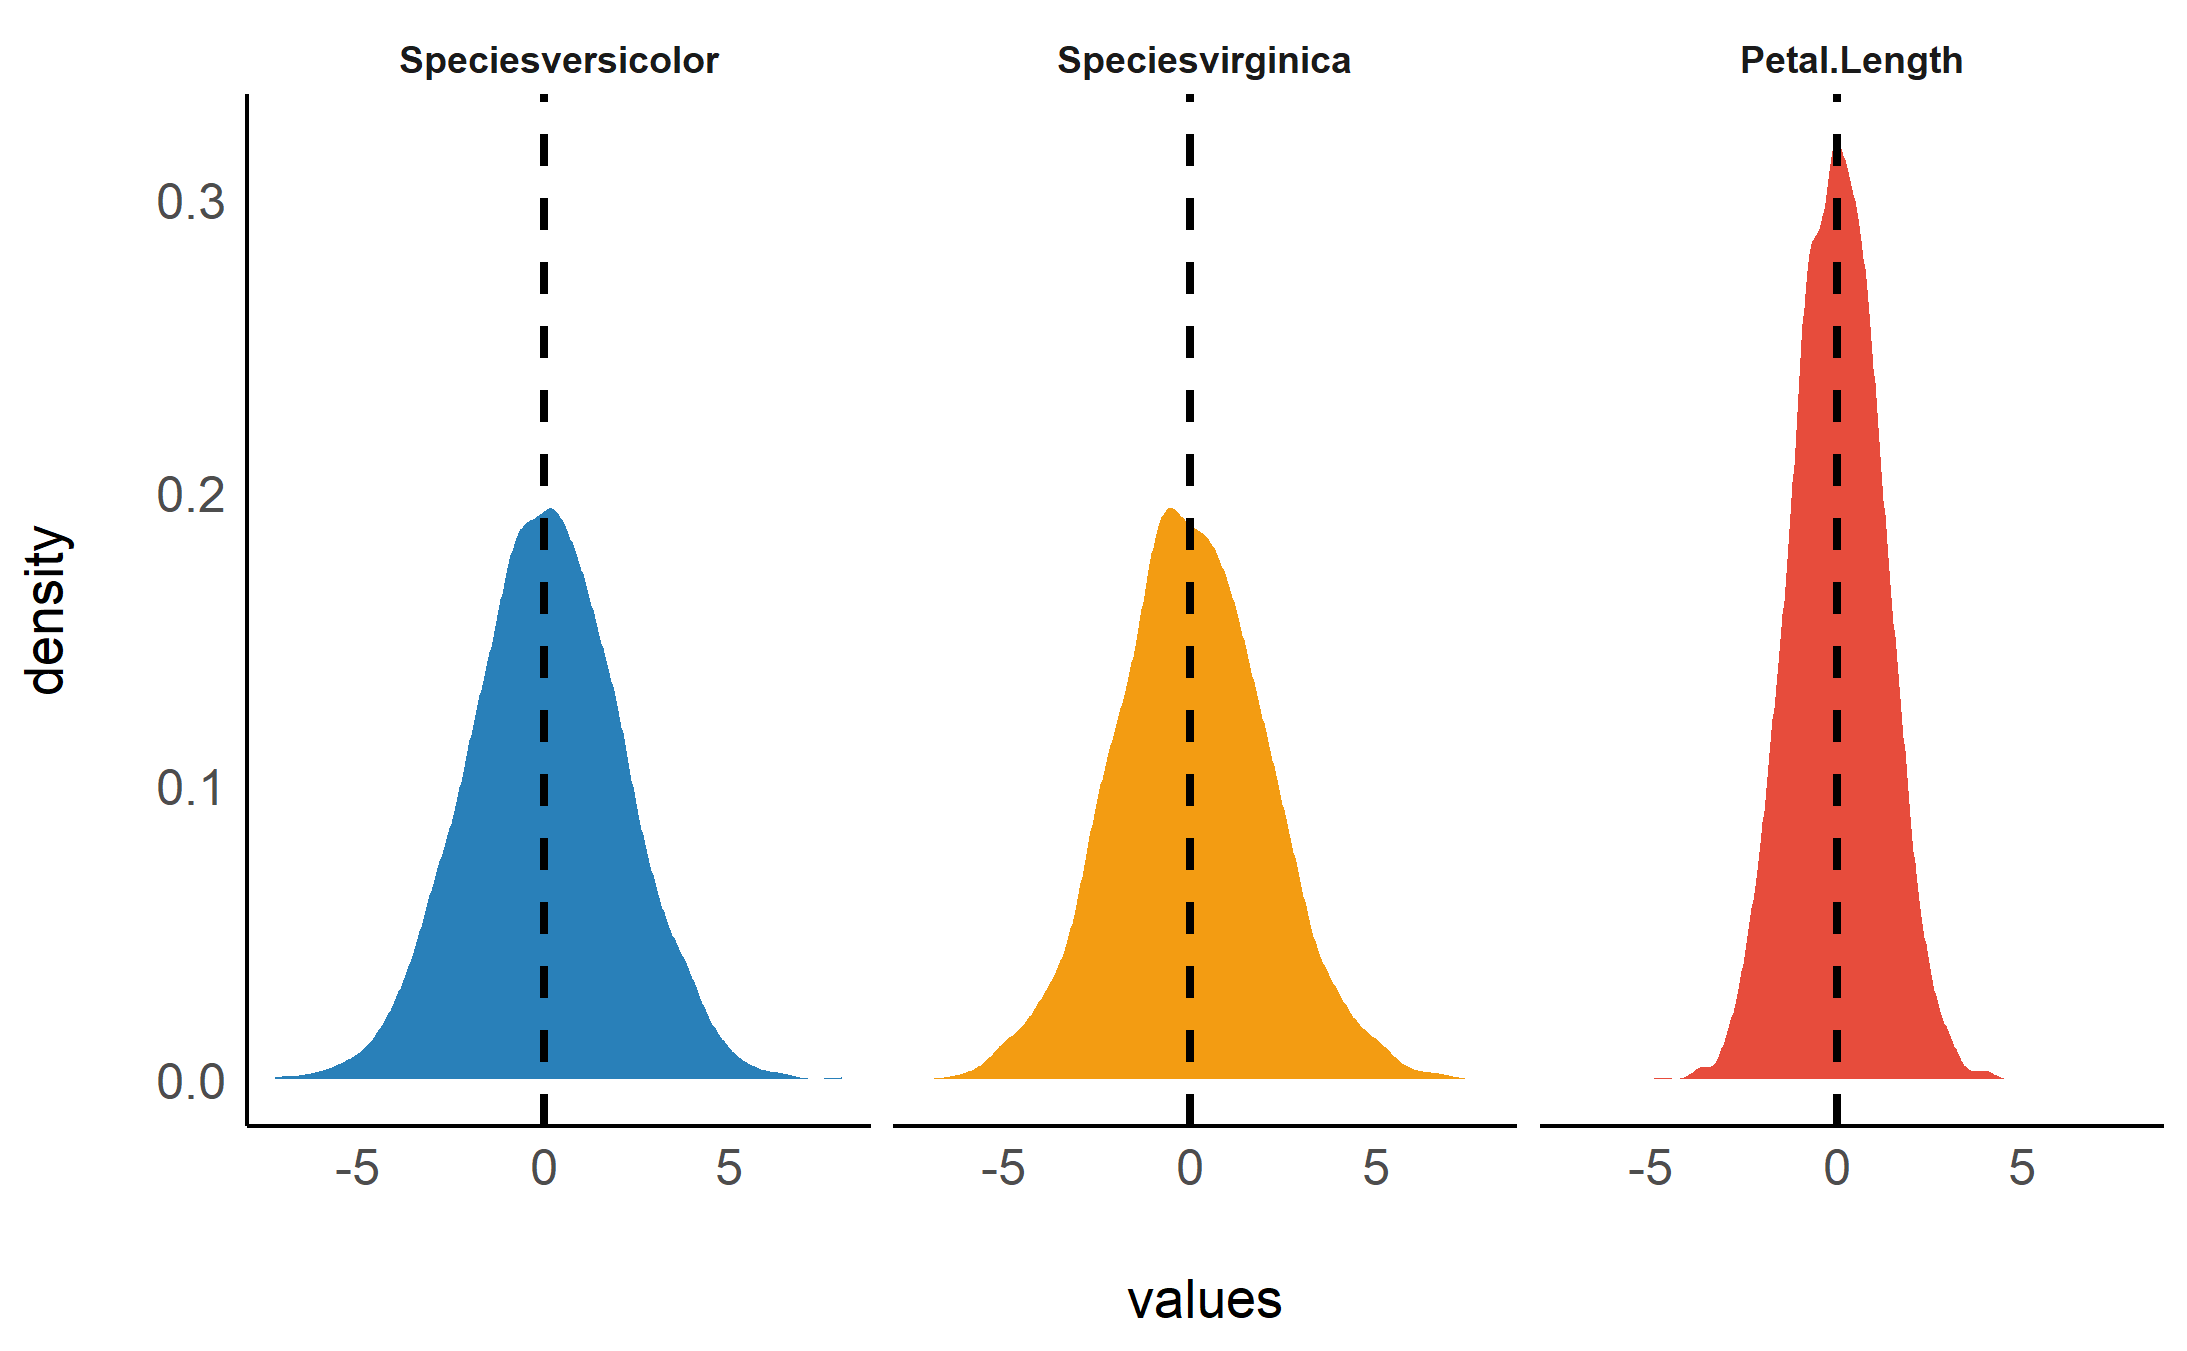 Speciesversicolor Speciesvirginica Petal.Length
density
0.3
0.2
0.1
0.0
-5 0 5 -5 0 5 -5 0 5
values